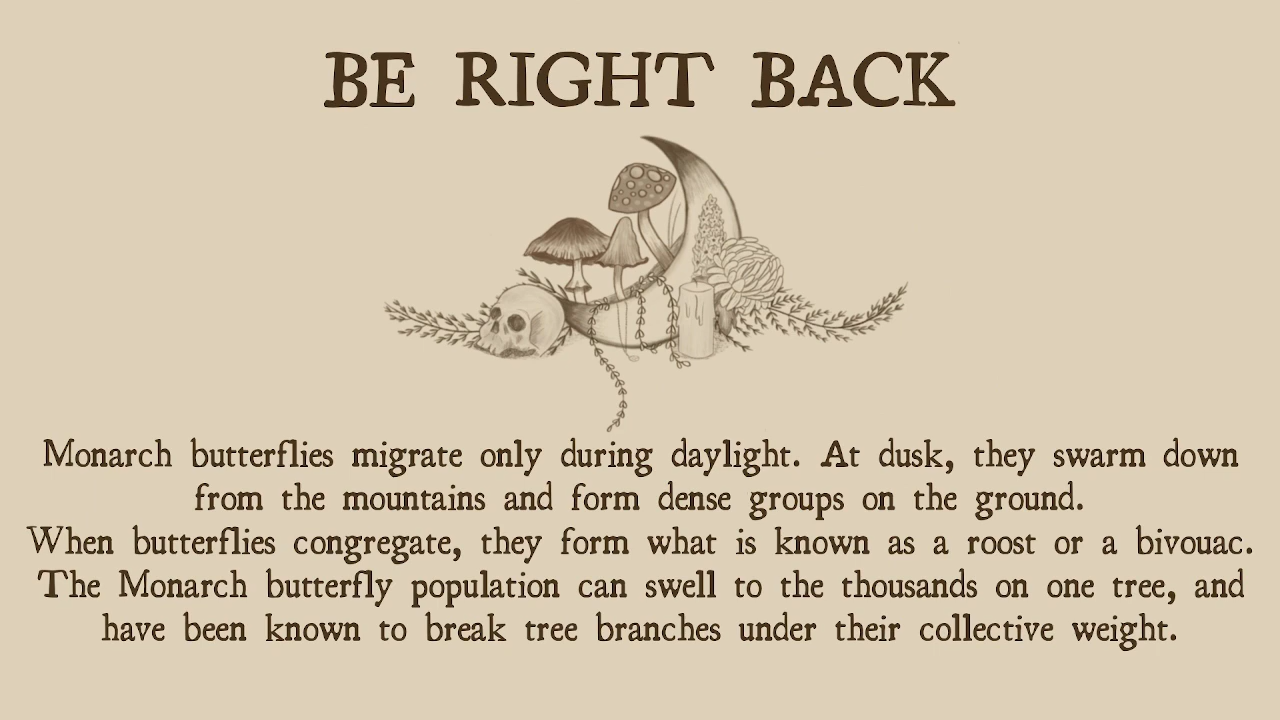 BE RIGHT BACK
Monarch butterflies migrate only during daylight. At dusk, they swarm down
from the mountains and form dense groups on the ground.
When butterflies congregate, they form what is known as a roost or a bivouac.
The Monarch butterfly population can swell to the thousands on one tree, and
have been known to break tree branches under their collective weight.